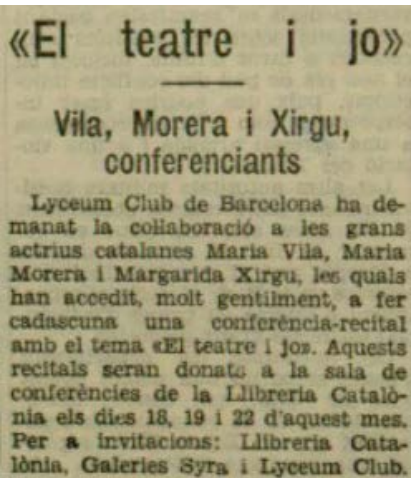 «El teatre i jo»
Vila, Morera i Xirgu,
conferenciants
Lyceum Club de Barcelona ha de-
manat la collaboració a les grans
actrius catalanes Maria Vila, Maria
Morera i Margarida Xirgu, les quals
han accedit, molt gentilment, a fer
cadascuna una conferència-recital
amb el tema «El teatre i jo». Aquests
recitals seran donats a la sala de
conferències de la Llibreria Catalò-
nia els dies 18, 19 i 22 d'aquest mes.
Per a invitacions: Llibreria Cata-
lònia, Galeries Syra i Lyceum Club.